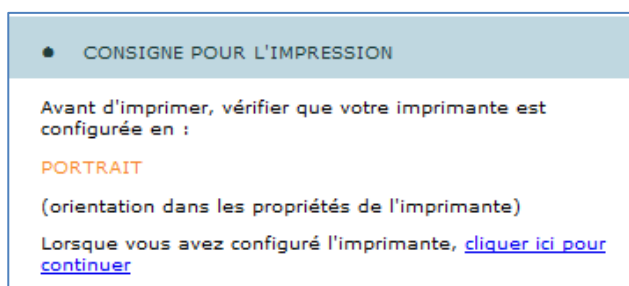 • CONSIGNE POUR L'IMPRESSION
Avant d'imprimer, vérifier que votre imprimante est
configurée en :
PORTRAIT
(orientation dans les propriétés de l'imprimante)
Lorsque vous avez configuré l'imprimante, cliquer ici pour
continuer